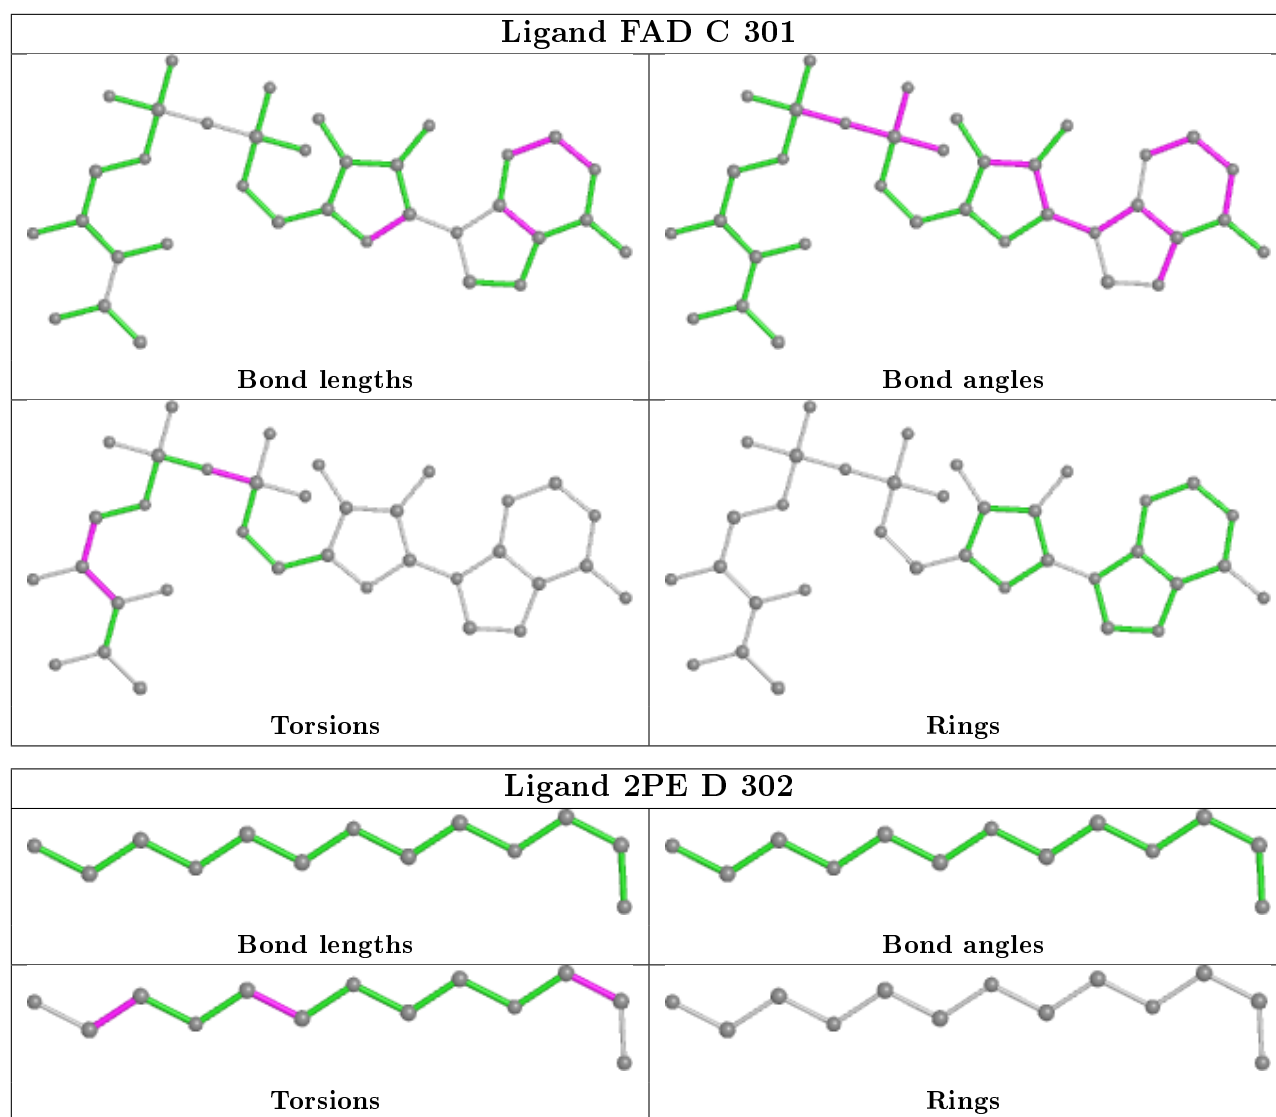 Ligand FAD C 301
Bond lengths
Bond angles
Torsions
Rings
Ligand 2PE D 302
Bond lengths
Bond angles
Torsions
Rings